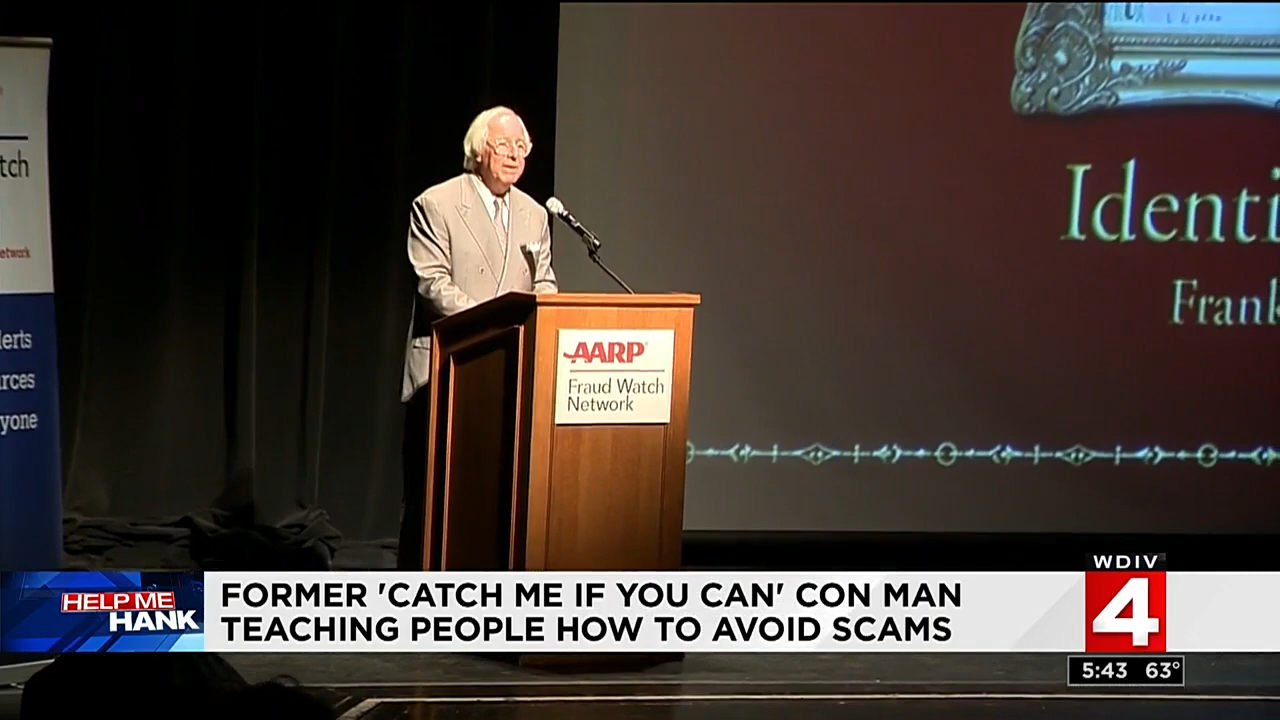 tch
etwork
lerts
urces
yone
Identi
Frank
AARP
Fraud Watch
Network
HELP ME
HANK
FORMER 'CATCH ME IF YOU CAN' CON MAN
TEACHING PEOPLE HOW TO AVOID SCAMS
WDIV
4
5:43 63°